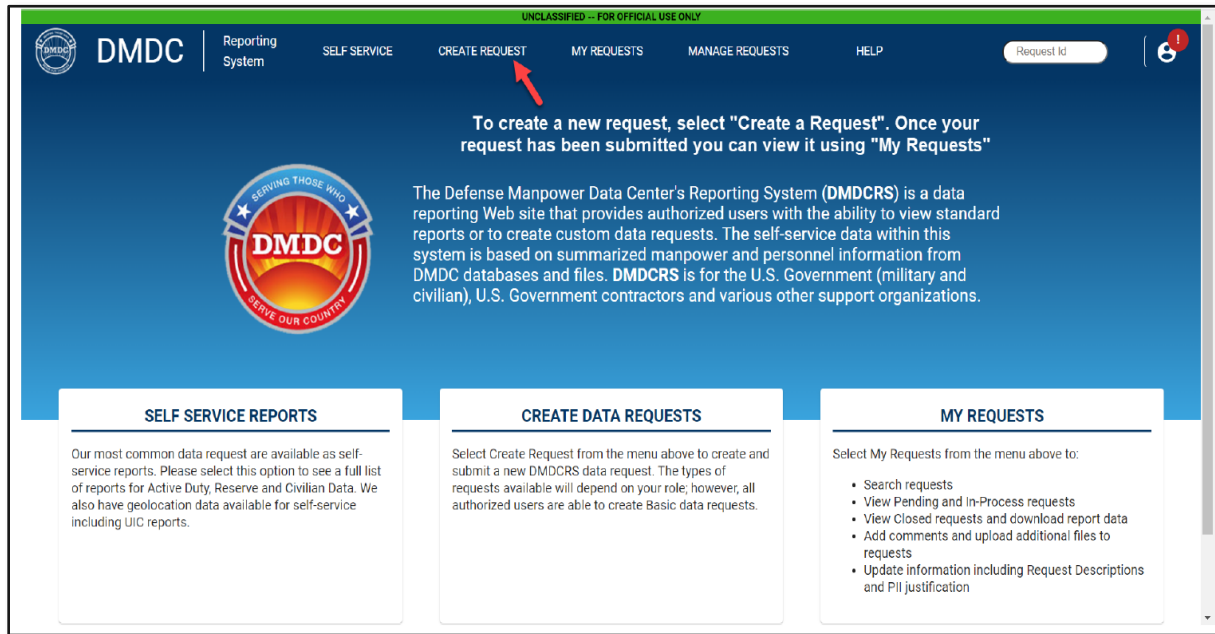 UNCLASSIFIED -- FOR OFFICIAL USE ONLY
DMDC
DMDC
Reporting
System
SELF SERVICE
CREATE REQUEST
MY REQUESTS
MANAGE REQUESTS
HELP
Request Id
!
To create a new request, select "Create a Request". Once your
request has been submitted you can view it using "My Requests"
SERVING THOSE WHO
DMDC
SERVE OUR COUNTRY
The Defense Manpower Data Center's Reporting System (DMDCRS) is a data
reporting Web site that provides authorized users with the ability to view standard
reports or to create custom data requests. The self-service data within this
system is based on summarized manpower and personnel information from
DMDC databases and files. DMDCRS is for the U.S. Government (military and
civilian), U.S. Government contractors and various other support organizations.
SELF SERVICE REPORTS
Our most common data request are available as self-
service reports. Please select this option to see a full list
of reports for Active Duty, Reserve and Civilian Data. We
also have geolocation data available for self-service
including UIC reports.
CREATE DATA REQUESTS
Select Create Request from the menu above to create and
submit a new DMDCRS data request. The types of
requests available will depend on your role; however, all
authorized users are able to create Basic data requests.
MY REQUESTS
Select My Requests from the menu above to:
• Search requests
• View Pending and In-Process requests
• View Closed requests and download report data
• Add comments and upload additional files to
requests
• Update information including Request Descriptions
and PII justification